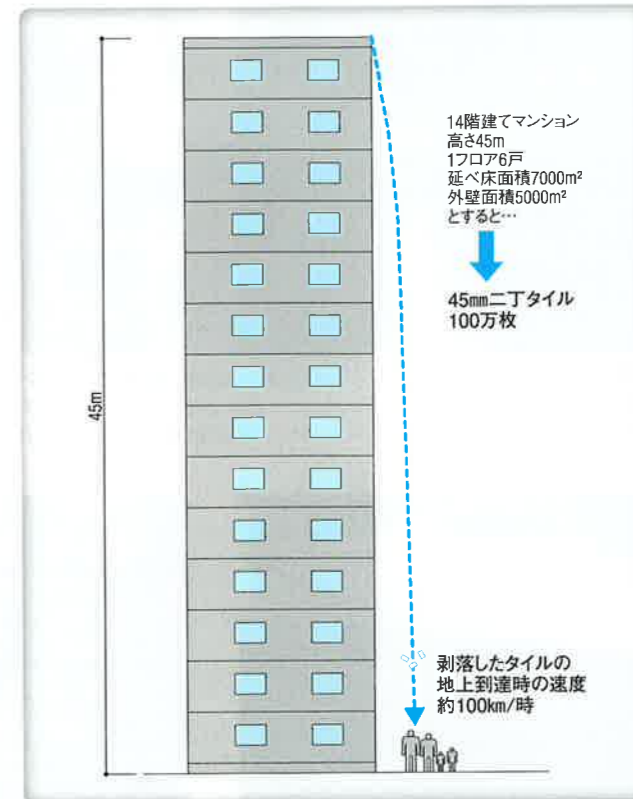 14階建てマンション
高さ45m
1フロア6戸
延べ床面積7000m²
外壁面積5000m²
とすると…
45mm二丁タイル
100万枚
45m
剥落したタイルの
地上到達時の速度
約100km/時